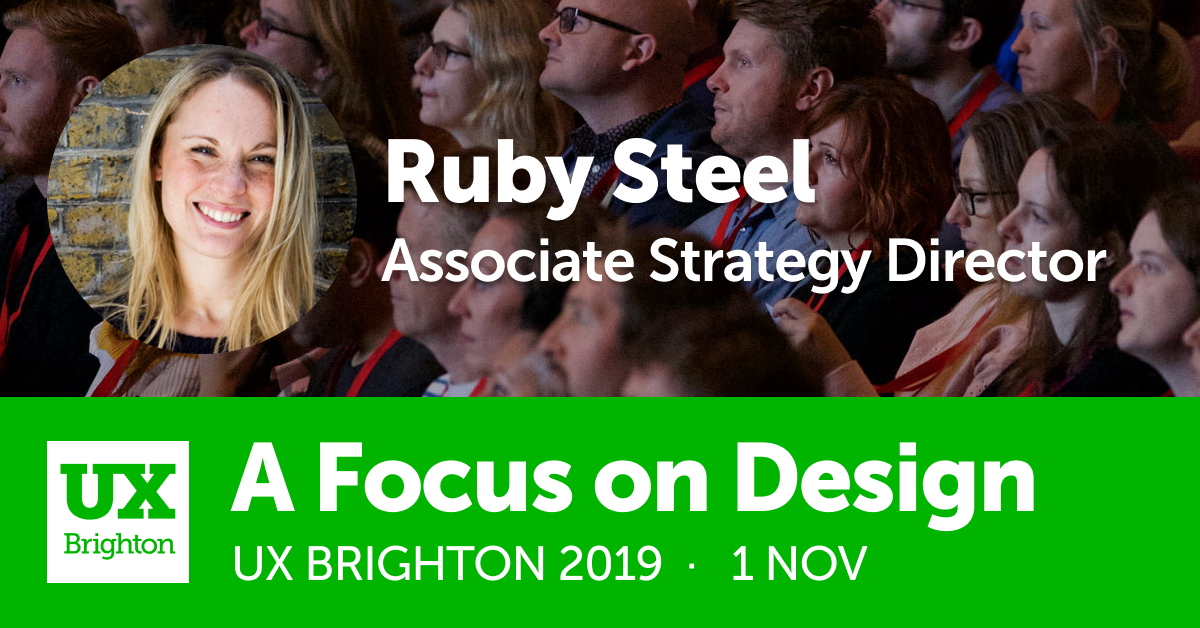 Ruby Steel
Associate Strategy Director
UX
Brighton
A Focus on Design
UX BRIGHTON 2019 · 1 NOV